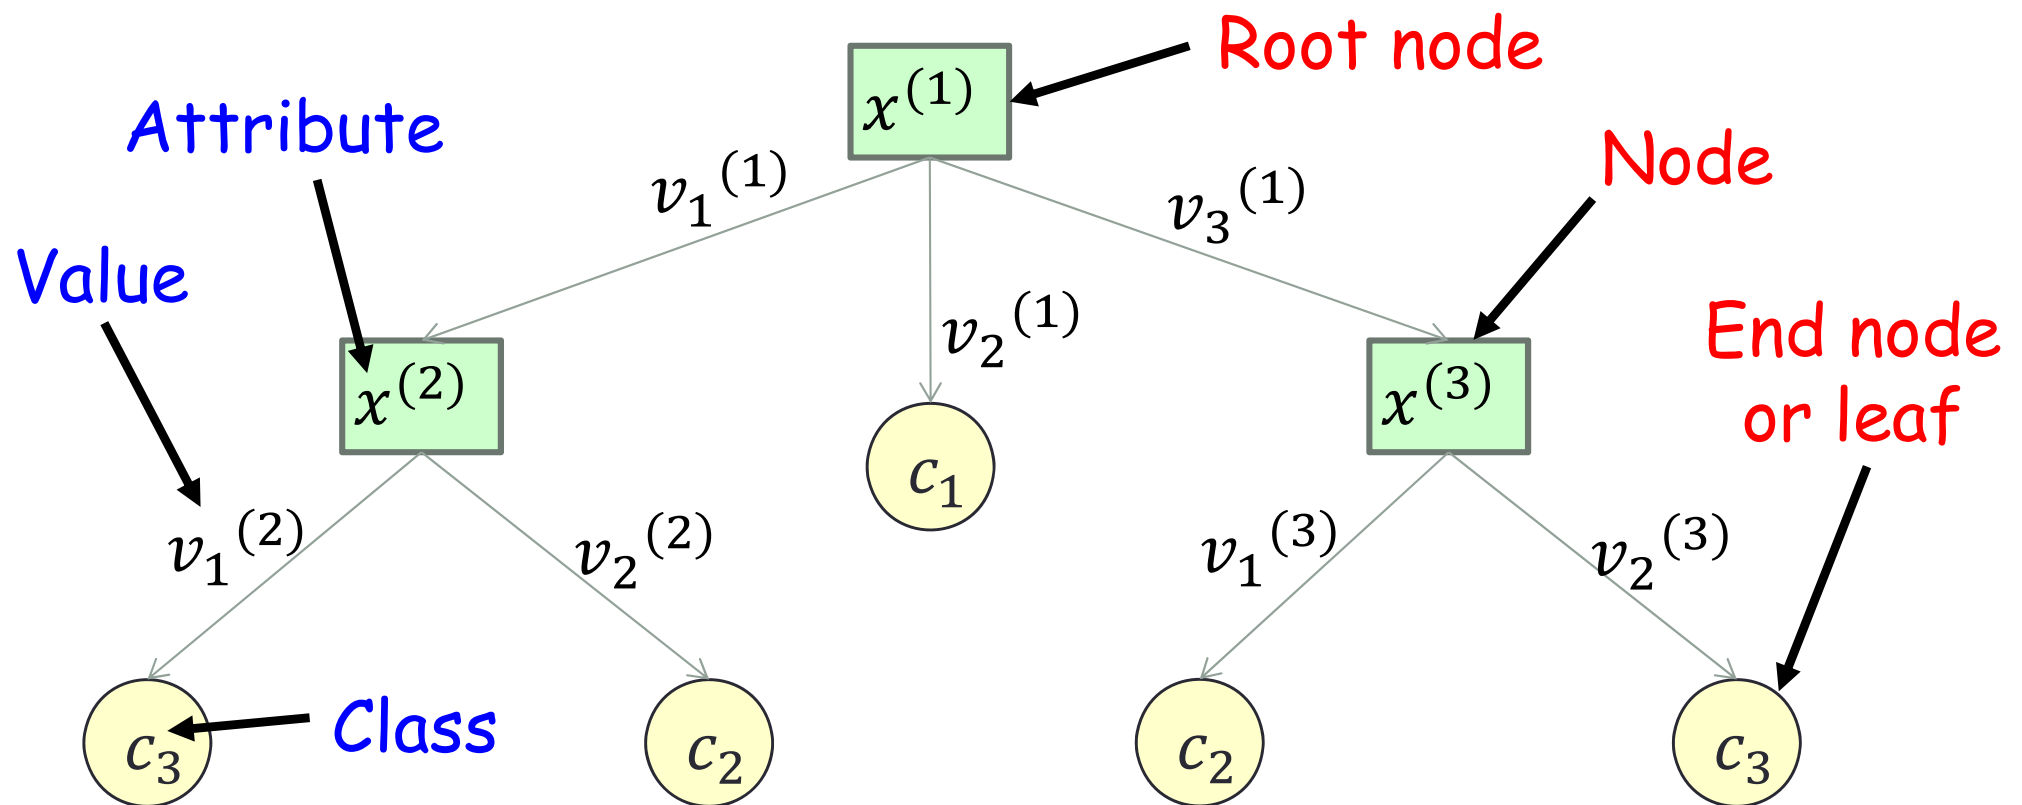 Root node
x^(1)
Attribute
Node
v_1^(1)
v_3^(1)
Value
v_2^(1)
End node
or leaf
x^(2)
x^(3)
c_1
v_1^(2)
v_2^(2)
v_1^(3)
v_2^(3)
c_3
Class
c_2
c_2
c_3